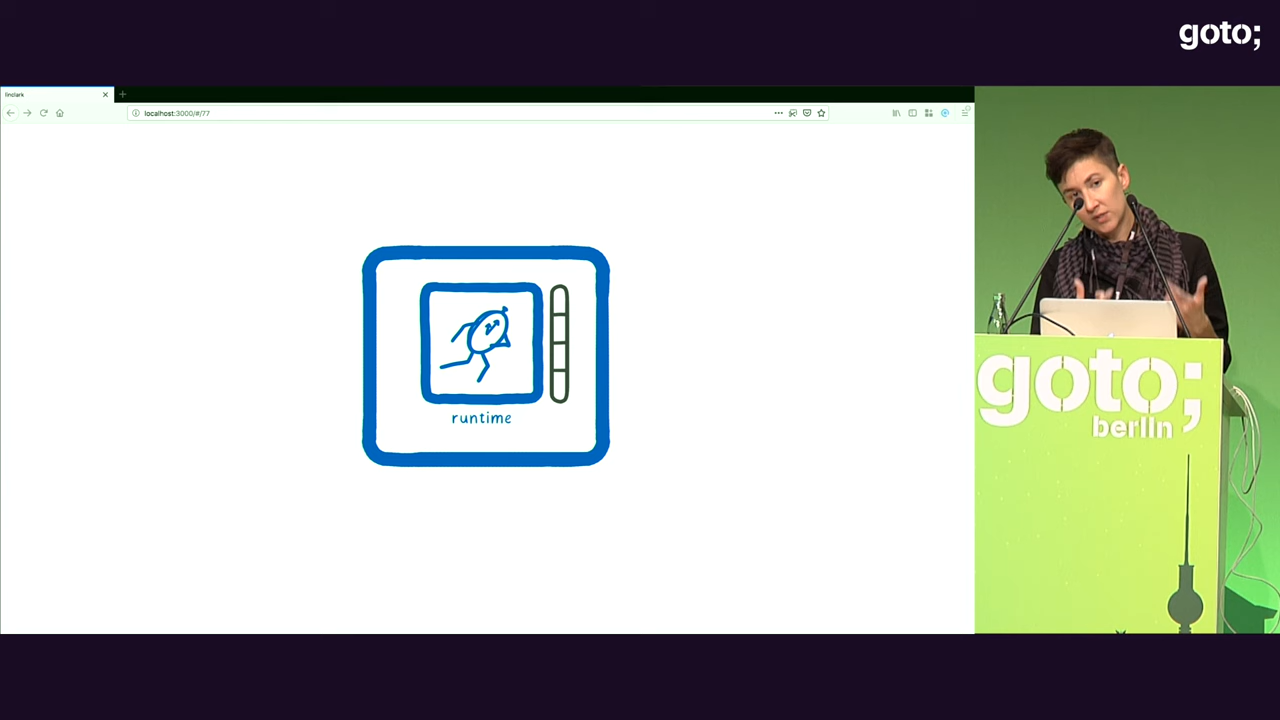 goto;
linclark
localhost:3000/#/77
runtime
goto;
berlin